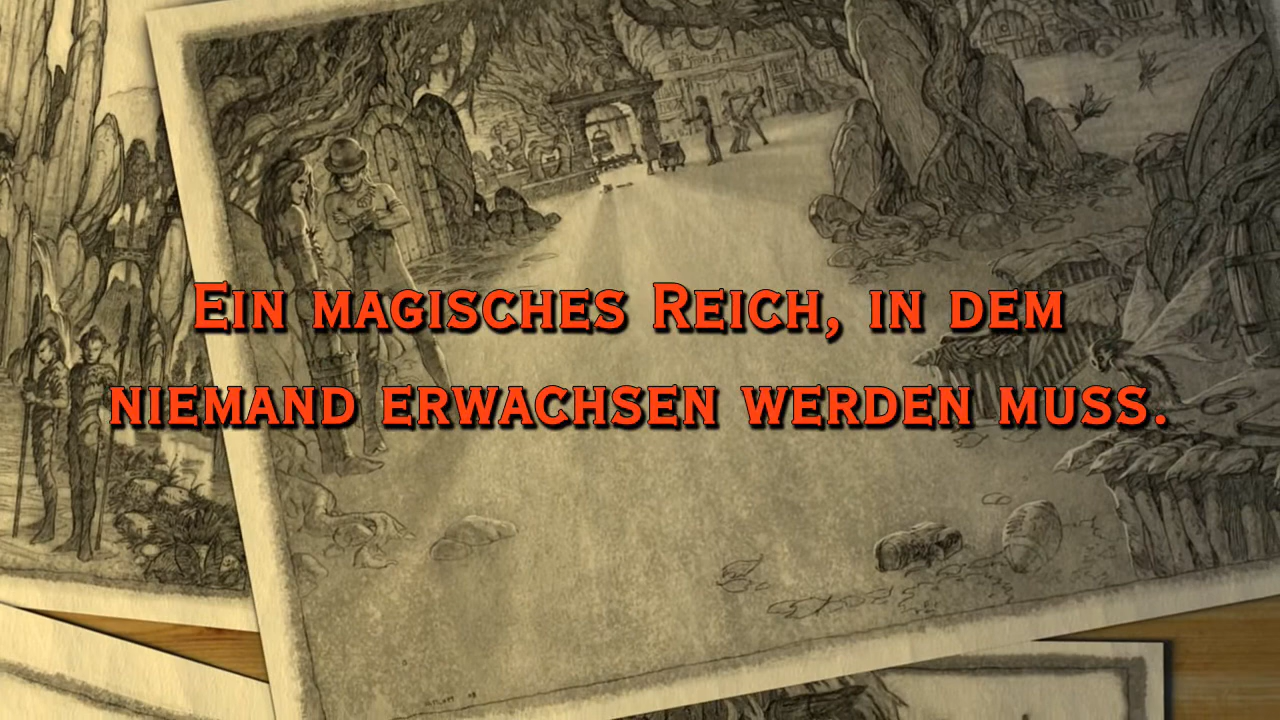 Ein magisches Reich, in dem
niemand erwachsen werden muss.